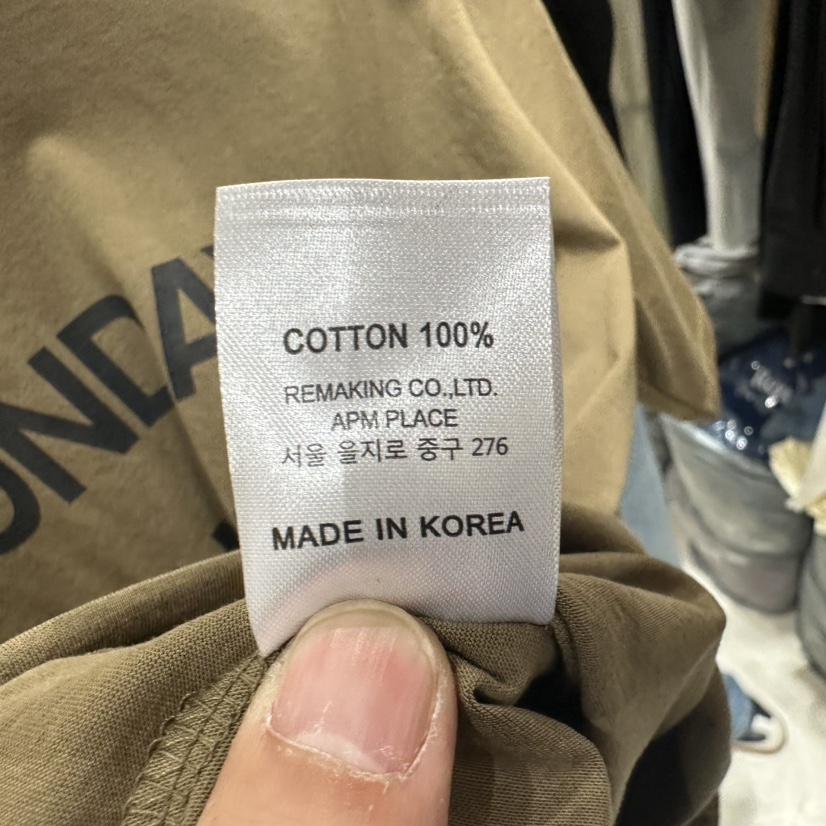 COTTON 100%
REMAKING CO.,LTD.
APM PLACE
서울 을지로 중구 276
MADE IN KOREA